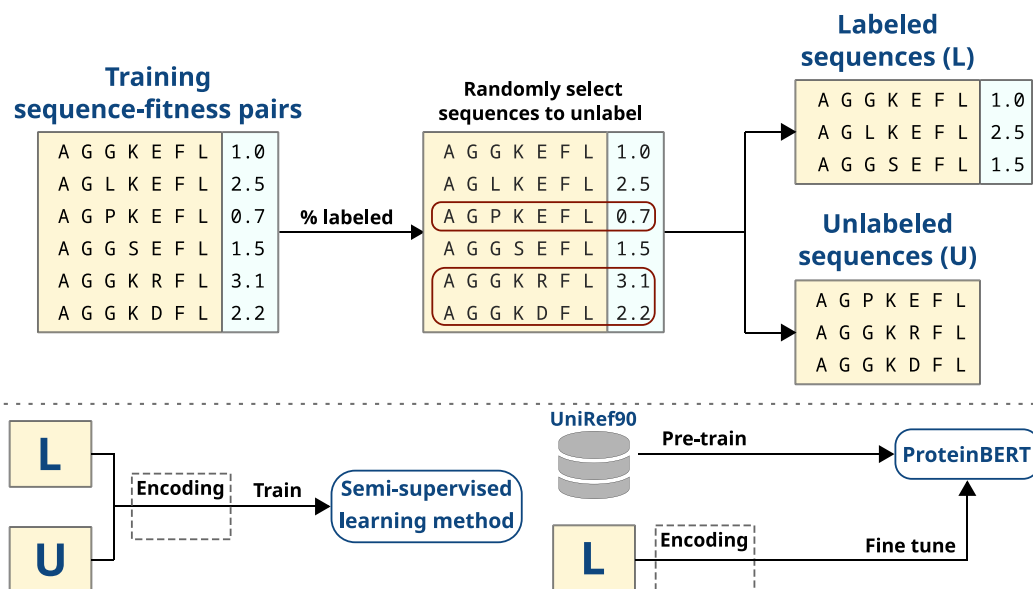 Training
sequence-fitness pairs
A G G K E F L 1.0
A G L K E F L 2.5
A G P K E F L 0.7
A G G S E F L 1.5
A G G K R F L 3.1
A G G K D F L 2.2
% labeled
Randomly select
sequences to unlabel
A G G K E F L 1.0
A G L K E F L 2.5
A G P K E F L 0.7
A G G S E F L 1.5
A G G K R F L 3.1
A G G K D F L 2.2
Labeled
sequences (L)
A G G K E F L 1.0
A G L K E F L 2.5
A G G S E F L 1.5
Unlabeled
sequences (U)
A G P K E F L
A G G K R F L
A G G K D F L
L
U
Encoding
Train
Semi-supervised
learning method
UniRef90
Pre-train
ProteinBERT
L
Encoding
Fine tune